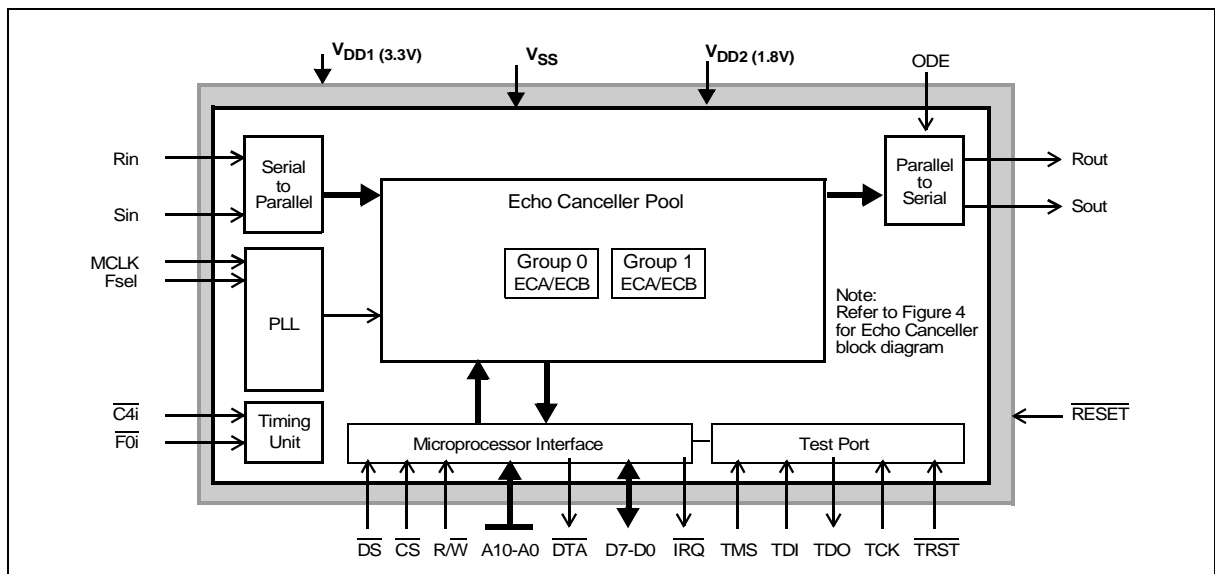 VDD1 (3.3V)
VSS
VDD2 (1.8V)
ODE
Rin
Sin
Serial
to
Parallel
Echo Canceller Pool
Parallel
to
Serial
Rout
Sout
MCLK
Fsel
PLL
Group 0
ECA/ECB
Group 1
ECA/ECB
Note:
Refer to Figure 4
for Echo Canceller
block diagram
C4i
F0i
Timing
Unit
RESET
Microprocessor Interface
Test Port
DS
CS
R/W
A10-A0
DTA
D7-D0
IRQ
TMS
TDI
TDO
TCK
TRST